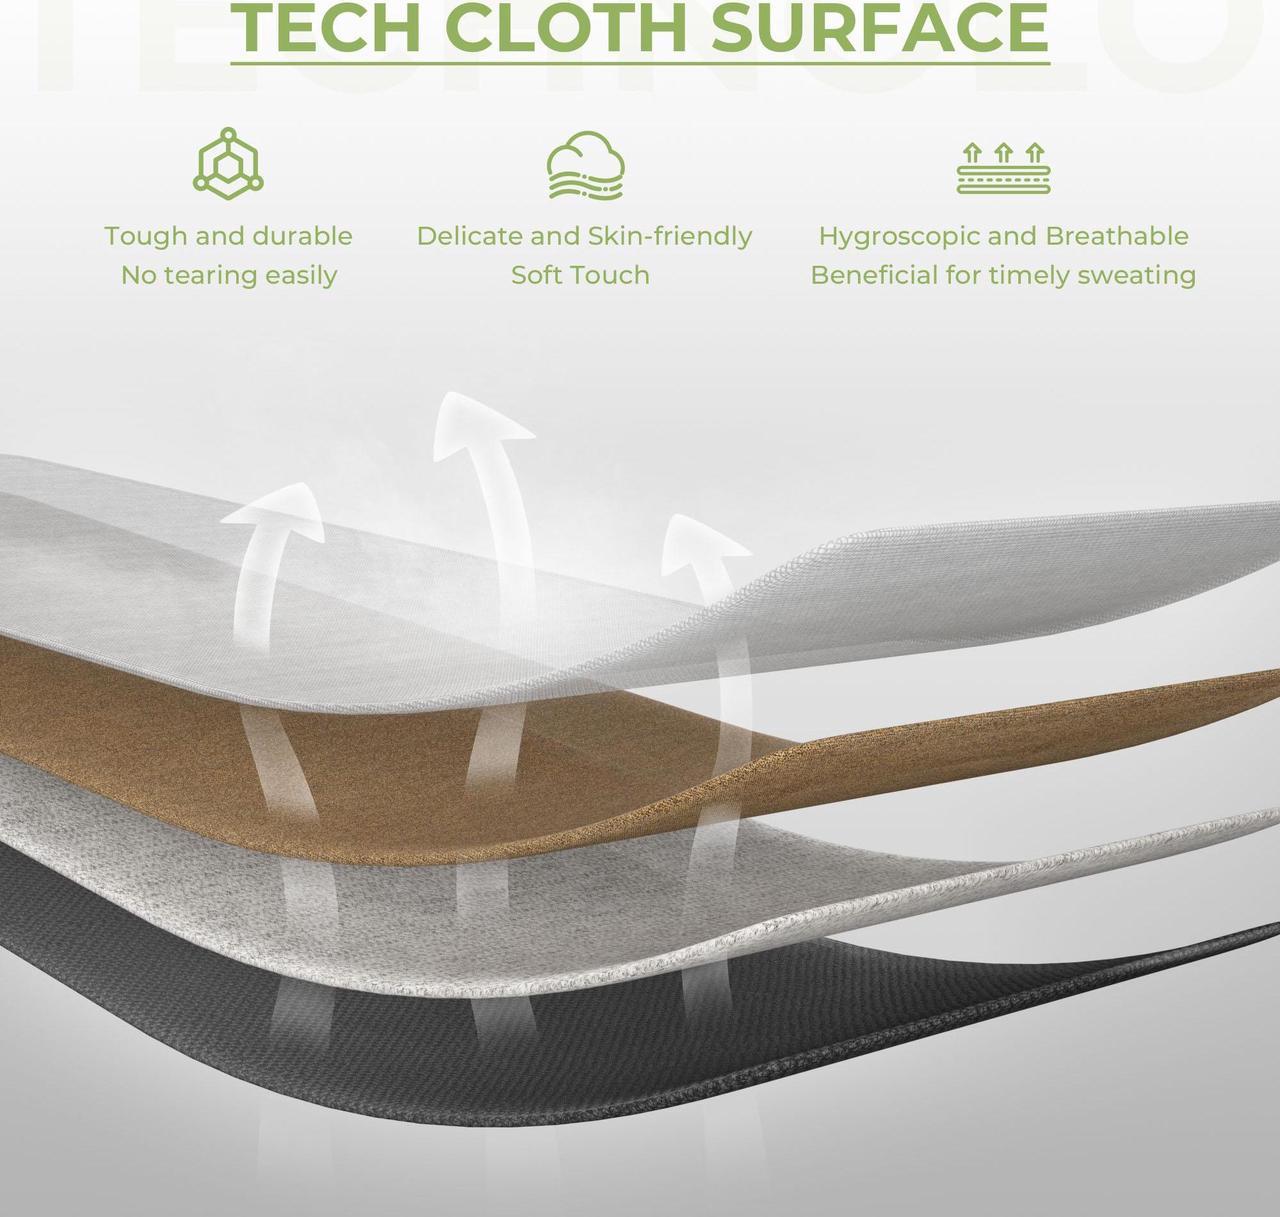 TECH CLOTH SURFACE
Tough and durable
No tearing easily
Delicate and Skin-friendly
Soft Touch
Hygroscopic and Breathable
Beneficial for timely sweating